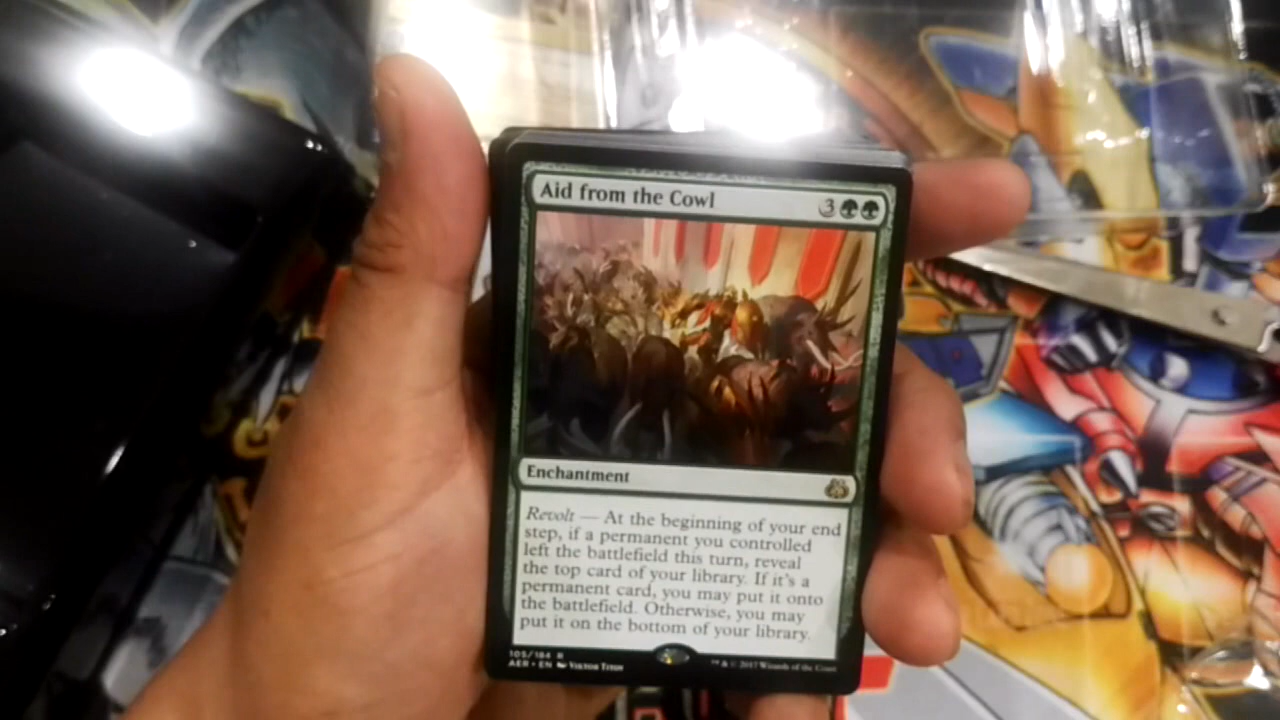 Aid from the Cowl 3
Enchantment
Revolt — At the beginning of your end
step, if a permanent you controlled
left the battlefield this turn, reveal
the top card of your library. If it's a
permanent card, you may put it onto
the battlefield. Otherwise, you may
put it on the bottom of your library.
105/184 R
AER • EN Viktor Titov
™ & © 2017 Wizards of the Coast